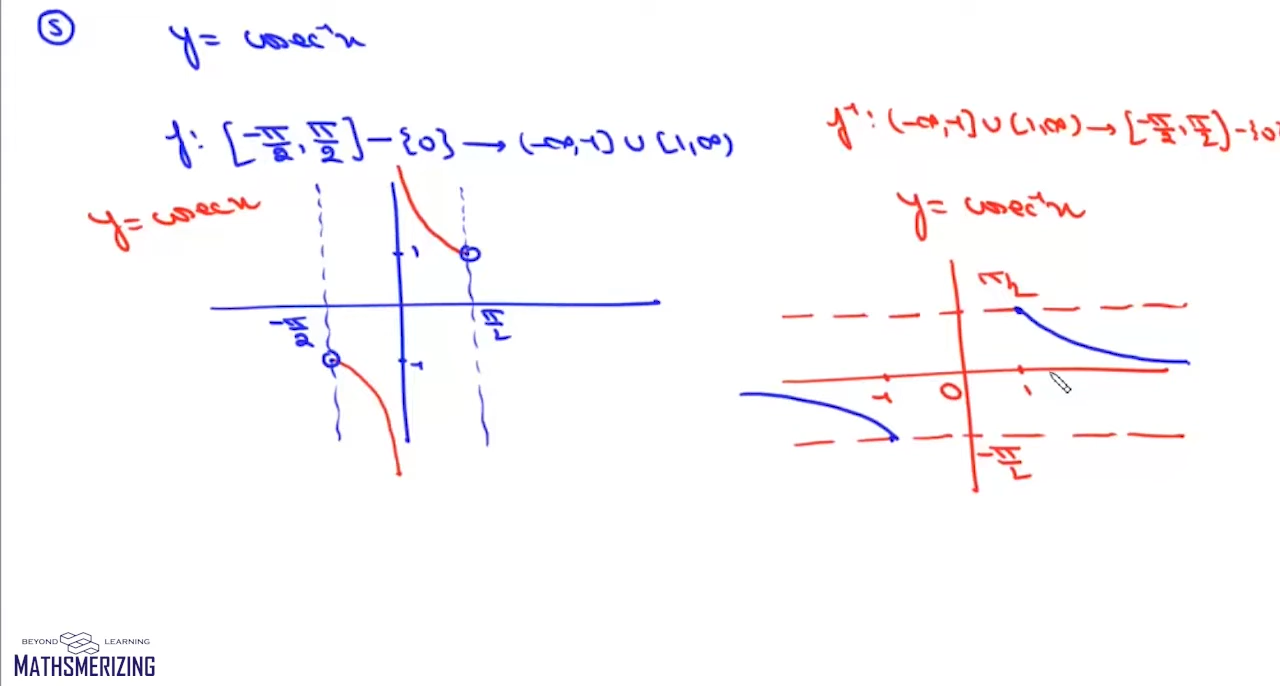 ⑤ y = cosec⁻¹x
f: [-π/2, π/2] - {0} → (-∞, -1] ∪ [1, ∞)
y = cosec x
1
-π/2
π/2
-1
f⁻¹: (-∞, -1] ∪ [1, ∞) → [-π/2, π/2] - {0}
y = cosec⁻¹x
π/2
-1 0 1
-π/2
BEYOND LEARNING
MATHSMERIZING